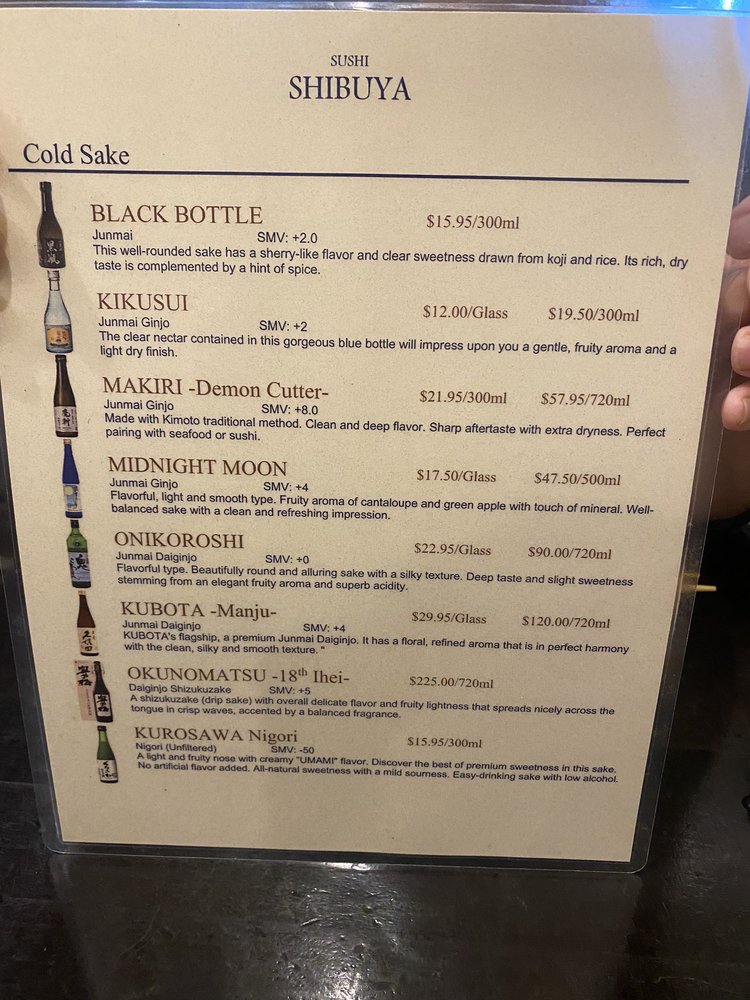 SUSHI
SHIBUYA
Cold Sake
BLACK BOTTLE $15.95/300ml
Junmai SMV: +2.0
This well-rounded sake has a sherry-like flavor and clear sweetness drawn from koji and rice. Its rich, dry
taste is complemented by a hint of spice.
KIKUSUI $12.00/Glass $19.50/300ml
Junmai Ginjo SMV: +2
The clear nectar contained in this gorgeous blue bottle will impress upon you a gentle, fruity aroma and a
light dry finish.
MAKIRI -Demon Cutter- $21.95/300ml $57.95/720ml
Junmai Ginjo SMV: +8.0
Made with Kimoto traditional method. Clean and deep flavor. Sharp aftertaste with extra dryness. Perfect
pairing with seafood or sushi.
MIDNIGHT MOON $17.50/Glass $47.50/500ml
Junmai Ginjo SMV: +4
Flavorful, light and smooth type. Fruity aroma of cantaloupe and green apple with touch of mineral. Well-
balanced sake with a clean and refreshing impression.
ONIKOROSHI $22.95/Glass $90.00/720ml
Junmai Daiginjo SMV: +0
Flavorful type. Beautifully round and alluring sake with a silky texture. Deep taste and slight sweetness
stemming from an elegant fruity aroma and superb acidity.
KUBOTA -Manju- $29.95/Glass $120.00/720ml
Junmai Daiginjo SMV: +4
KUBOTA's flagship, a premium Junmai Daiginjo. It has a floral, refined aroma that is in perfect harmony
with the clean, silky and smooth texture. "
OKUNOMATSU -18th Ihei- $225.00/720ml
Daiginjo Shizukuzake SMV: +5
A shizukuzake (drip sake) with overall delicate flavor and fruity lightness that spreads nicely across the
tongue in crisp waves, accented by a balanced fragrance.
KUROSAWA Nigori $15.95/300ml
Nigori (Unfiltered) SMV: -50
A light and fruity nose with creamy "UMAMI" flavor. Discover the best of premium sweetness in this sake.
No artificial flavor added. All-natural sweetness with a mild sourness. Easy-drinking sake with low alcohol.